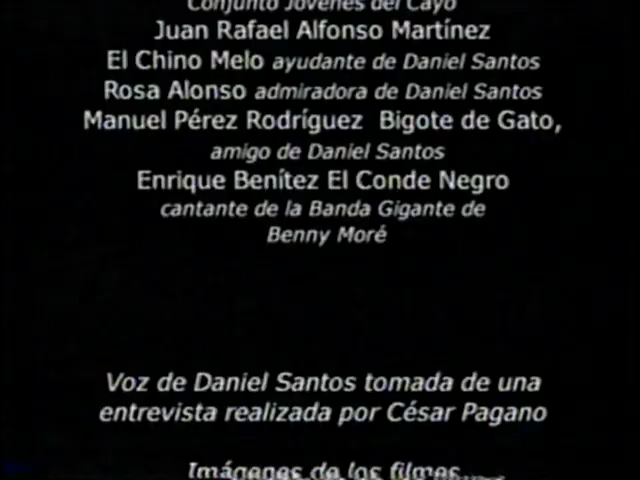 Conjunto Jóvenes del Cayo
Juan Rafael Alfonso Martínez
El Chino Melo ayudante de Daniel Santos
Rosa Alonso admiradora de Daniel Santos
Manuel Pérez Rodríguez Bigote de Gato,
amigo de Daniel Santos
Enrique Benítez El Conde Negro
cantante de la Banda Gigante de
Benny Moré
Voz de Daniel Santos tomada de una
entrevista realizada por César Pagano
Imágenes de los filmes